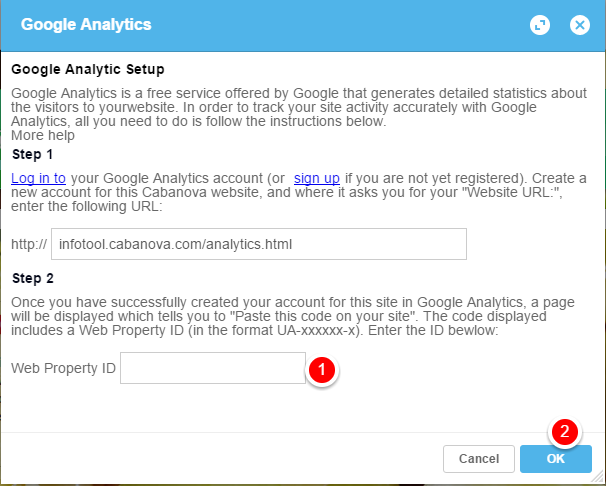 Google Analytics
Google Analytic Setup
Google Analytics is a free service offered by Google that generates detailed statistics about
the visitors to yourwebsite. In order to track your site activity accurately with Google
Analytics, all you need to do is follow the instructions below.
More help
Step 1
Log in to your Google Analytics account (or sign up if you are not yet registered). Create a
new account for this Cabanova website, and where it asks you for your "Website URL:",
enter the following URL:
http:// infotool.cabanova.com/analytics.html
Step 2
Once you have successfully created your account for this site in Google Analytics, a page
will be displayed which tells you to "Paste this code on your site". The code displayed
includes a Web Property ID (in the format UA-xxxxxx-x). Enter the ID bewlow:
Web Property ID 1
2
Cancel OK